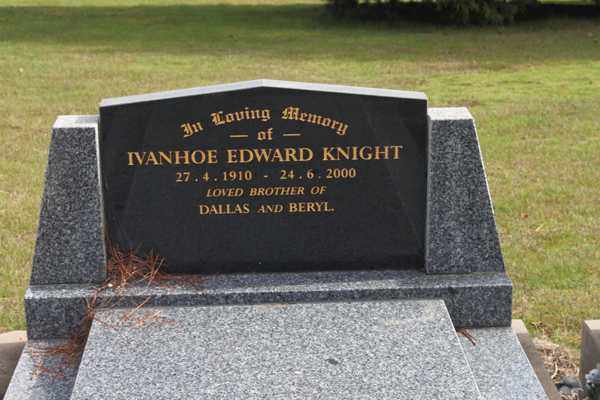 In Loving Memory
— of —
IVANHOE EDWARD KNIGHT
27.4.1910 - 24.6.2000
LOVED BROTHER OF
DALLAS AND BERYL.